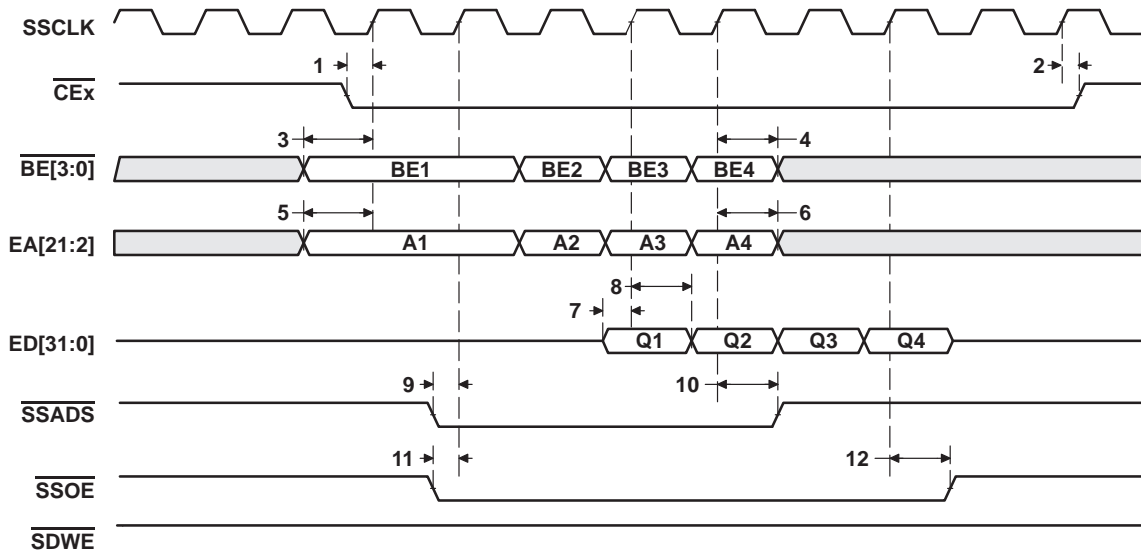 SSCLK
1
2
CEx
3
4
BE[3:0]
BE1 BE2 BE3 BE4
5
6
EA[21:2]
A1 A2 A3 A4
8
7
ED[31:0]
Q1 Q2 Q3 Q4
9
10
SSADS
11
12
SSOE
SDWE